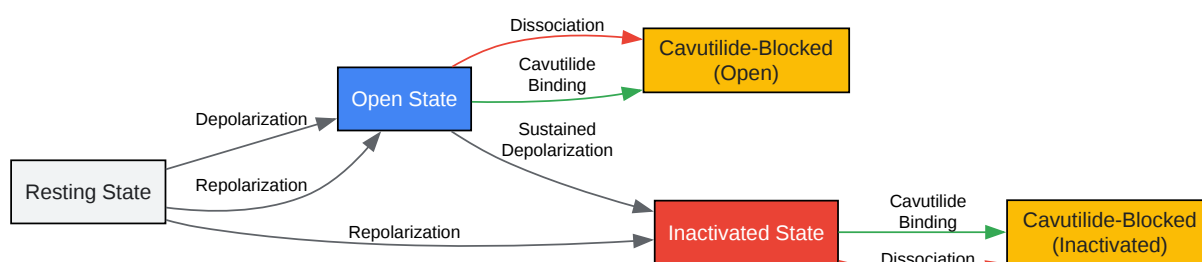 Dissociation
Cavutilide-Blocked
(Open)
Cavutilide
Binding
Open State
Depolarization
Sustained
Depolarization
Repolarization
Resting State
Repolarization
Inactivated State
Cavutilide
Binding
Cavutilide-Blocked
(Inactivated)
Dissociation